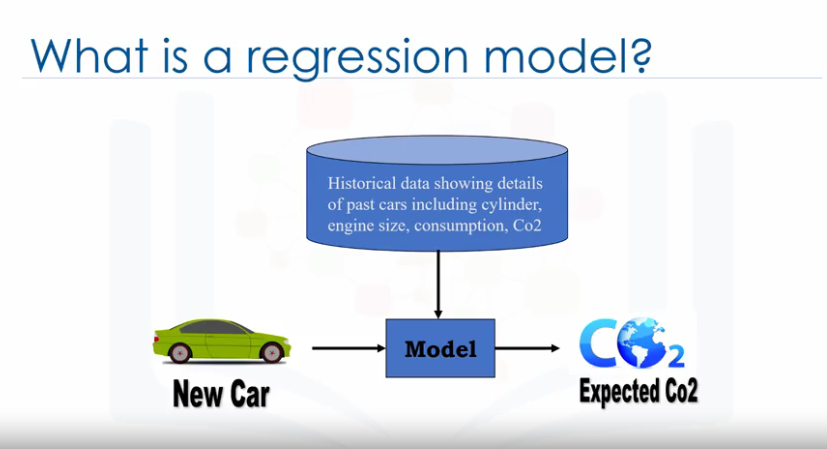 What is a regression model?
Historical data showing details
of past cars including cylinder,
engine size, consumption, Co2
Model
CO2
New Car
Expected Co2